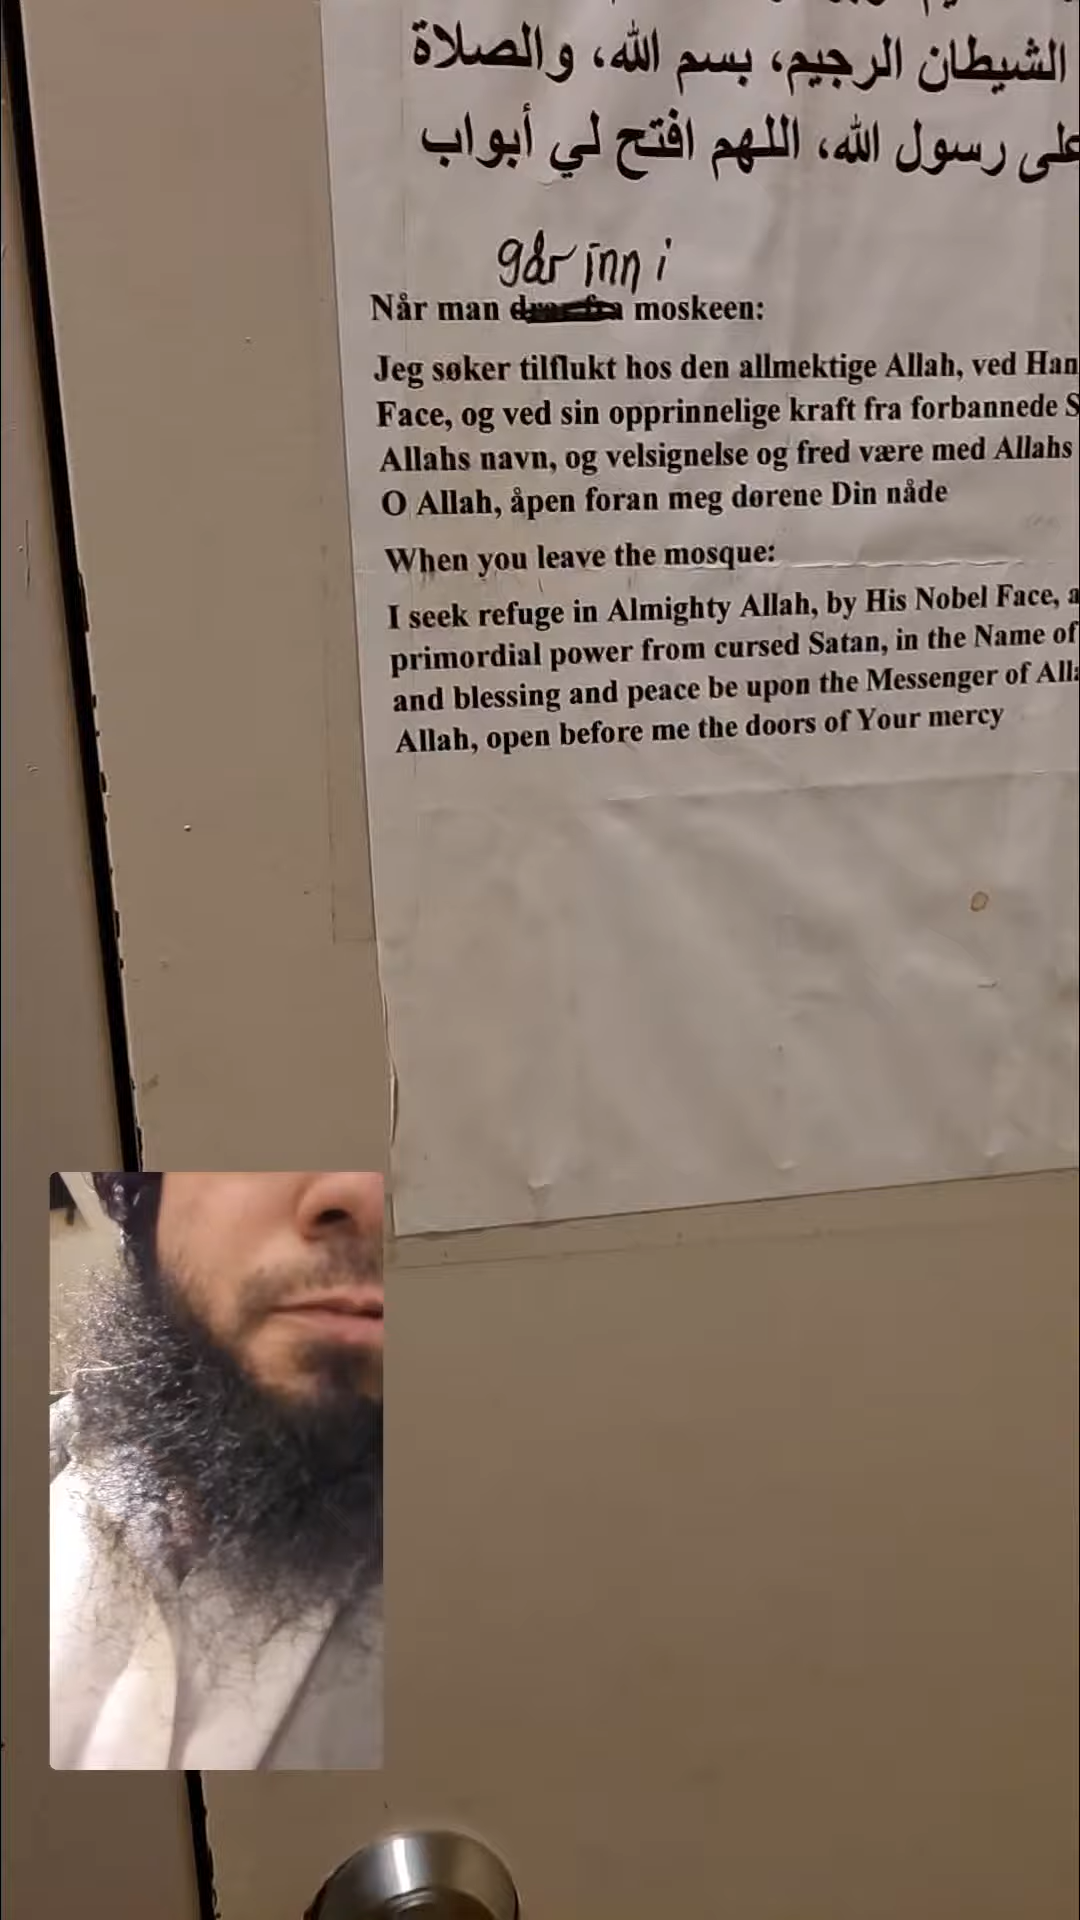 الشيطان الرجيم، بسم الله، والصلاة
على رسول الله، اللهم افتح لي أبواب
går inn i
Når man moskeen:
Jeg søker tilflukt hos den allmektige Allah, ved Han
Face, og ved sin opprinnelige kraft fra forbannede S
Allahs navn, og velsignelse og fred være med Allahs
O Allah, åpen foran meg dørene Din nåde
When you leave the mosque:
I seek refuge in Almighty Allah, by His Nobel Face, a
primordial power from cursed Satan, in the Name of
and blessing and peace be upon the Messenger of Alla
Allah, open before me the doors of Your mercy